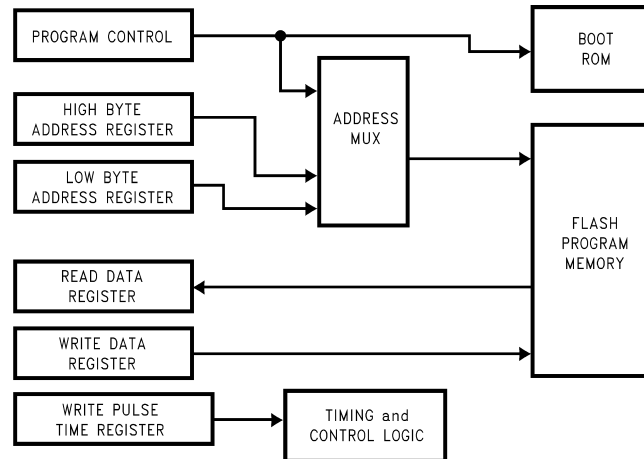 PROGRAM CONTROL
BOOT
ROM
HIGH BYTE
ADDRESS REGISTER
ADDRESS
MUX
LOW BYTE
ADDRESS REGISTER
FLASH
PROGRAM
MEMORY
READ DATA
REGISTER
WRITE DATA
REGISTER
WRITE PULSE
TIME REGISTER
TIMING and
CONTROL LOGIC